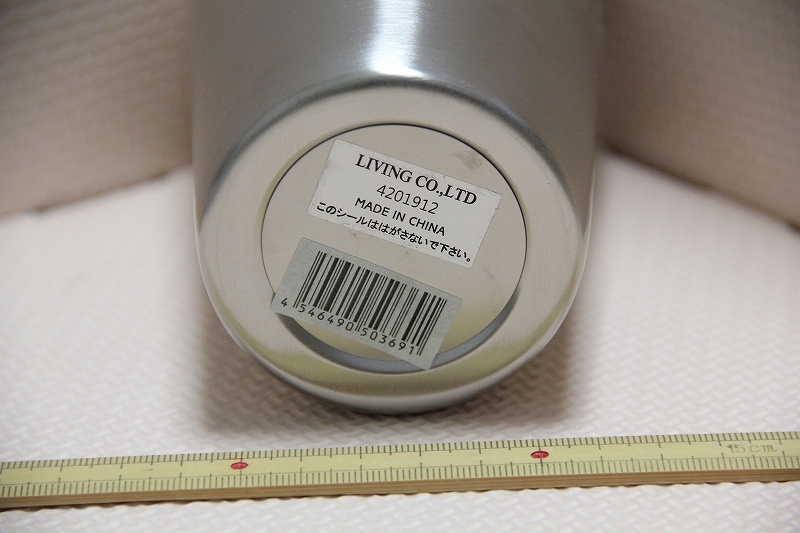 LIVING CO.,LTD
4201912
MADE IN CHINA
このシールははがさないで下さい。
4 546490 503691
15cm